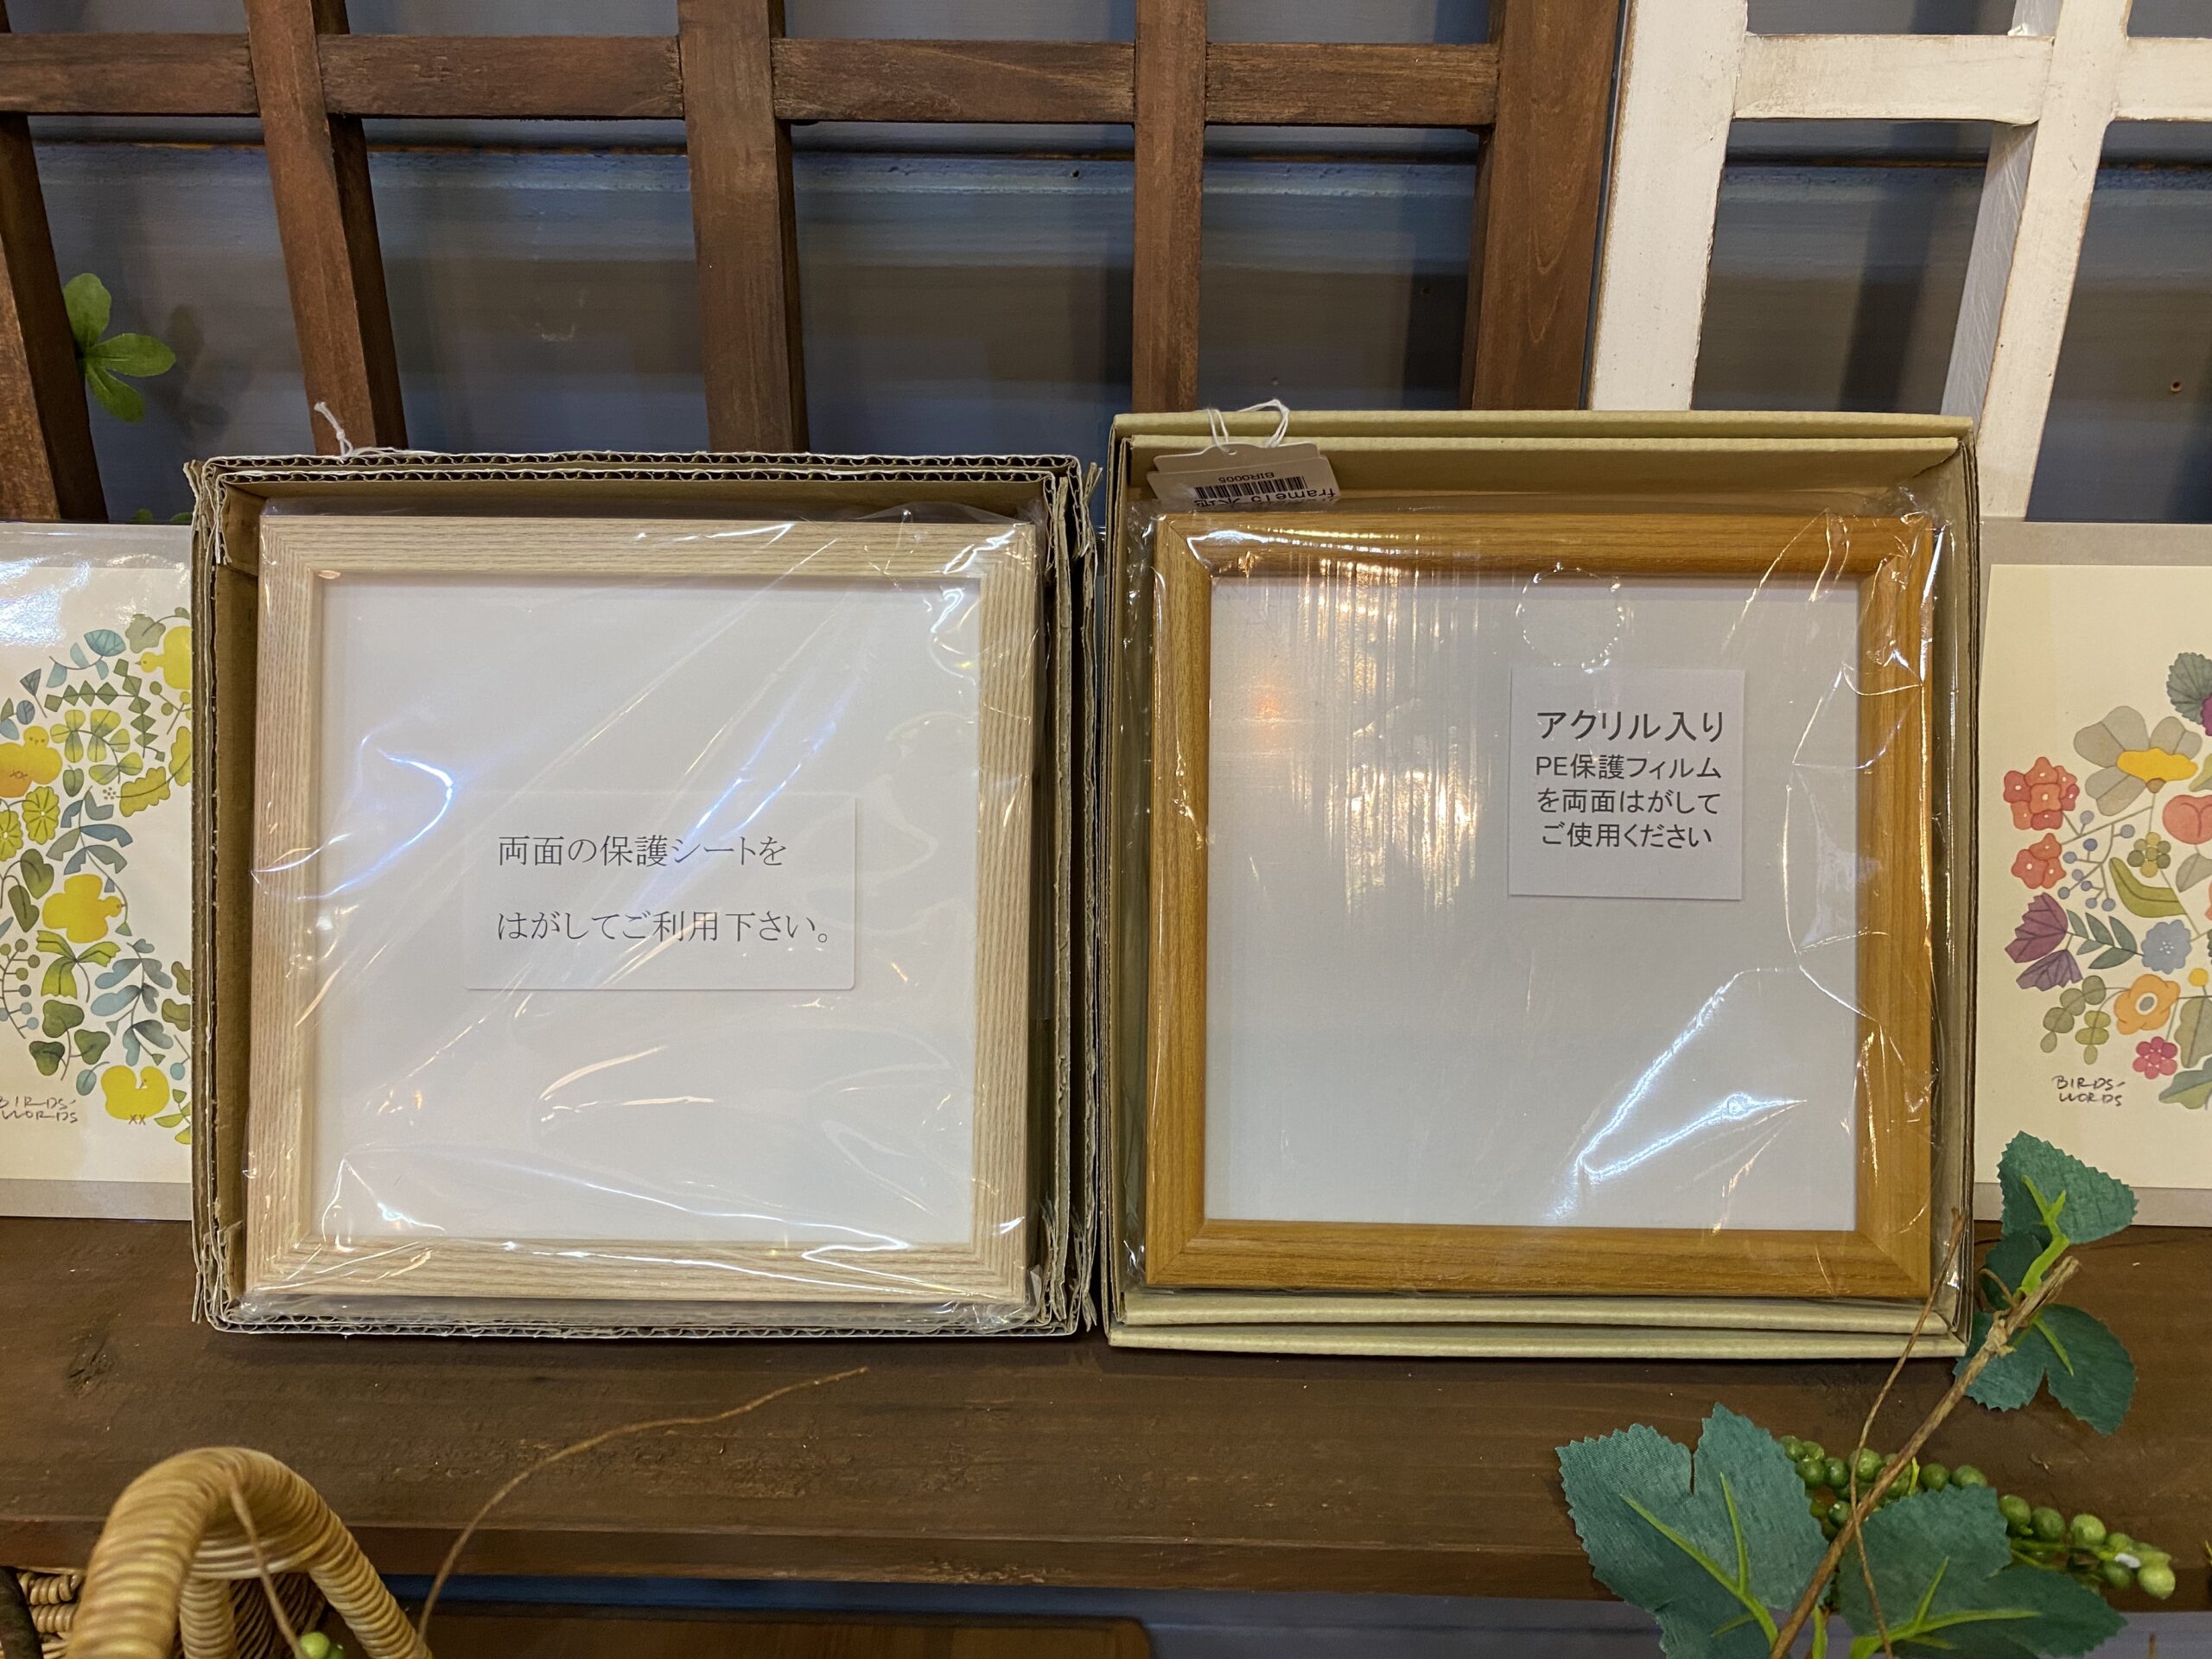 両面の保護シートを
はがしてご利用下さい。
BIR0005
アクリル入り
PE保護フィルム
を両面はがして
ご使用ください
BIRDS'
WORDS
BIRDS'
WORDS